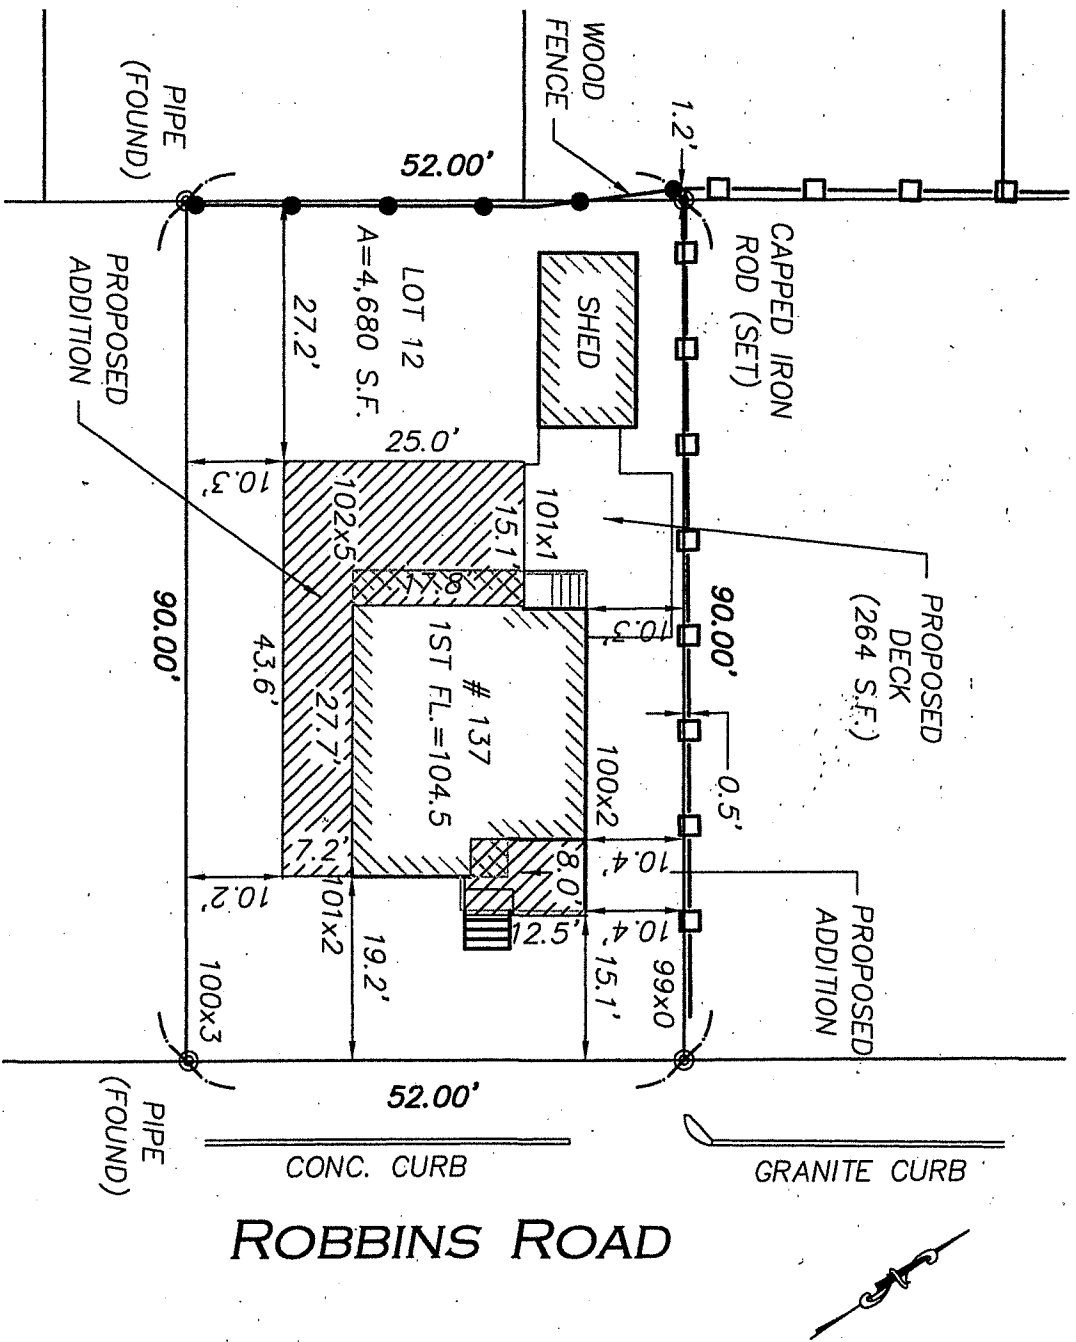 WOOD
FENCE
1.2'
PIPE
(FOUND)
52.00'
CAPPED IRON
ROD (SET)
PROPOSED
ADDITION
27.2'
LOT 12
A=4,680 S.F.
SHED
25.0'
10.3'
102x5
15.1'
101x1
17.8'
10.3'
PROPOSED
DECK
(264 S.F.)
90.00'
90.00'
43.6'
27.7'
# 137
1ST FL.=104.5
100x2
0.5'
7.2'
8.0'
10.4'
10.2'
101x2
12.5'
10.4'
PROPOSED
ADDITION
100x3
19.2'
15.1'
99x0
52.00'
PIPE
(FOUND)
CONC. CURB
GRANITE CURB
ROBBINS ROAD